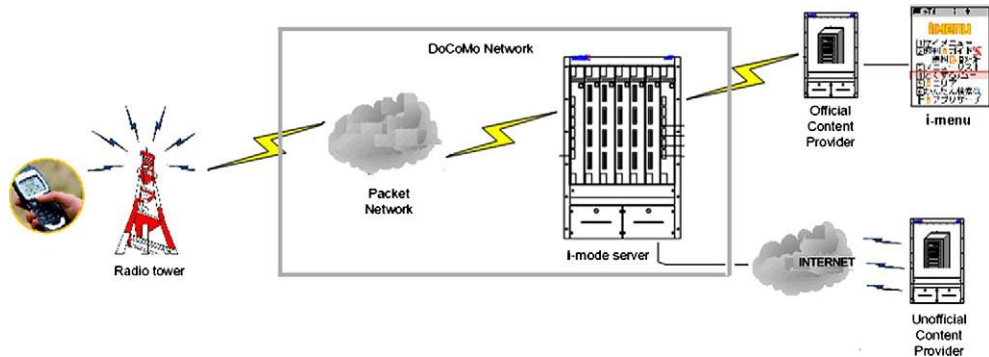 DoCoMo Network
Packet
Network
Radio tower
i-mode server
Official
Content
Provider
i-menu
INTERNET
Unofficial
Content
Provider